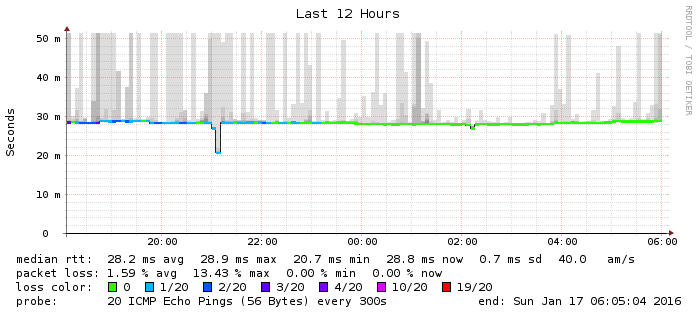 Last 12 Hours
RRDTOOL / TOBI OETIKER
Seconds
50 m
40 m
30 m
20 m
10 m
0
20:00 22:00 00:00 02:00 04:00 06:00
median rtt: 28.2 ms avg 28.9 ms max 20.7 ms min 28.8 ms now 0.7 ms sd 40.0 am/s
packet loss: 1.59 % avg 13.43 % max 0.00 % min 0.00 % now
loss color: 0 1/20 2/20 3/20 4/20 10/20 19/20
probe: 20 ICMP Echo Pings (56 Bytes) every 300s end: Sun Jan 17 06:05:04 2016